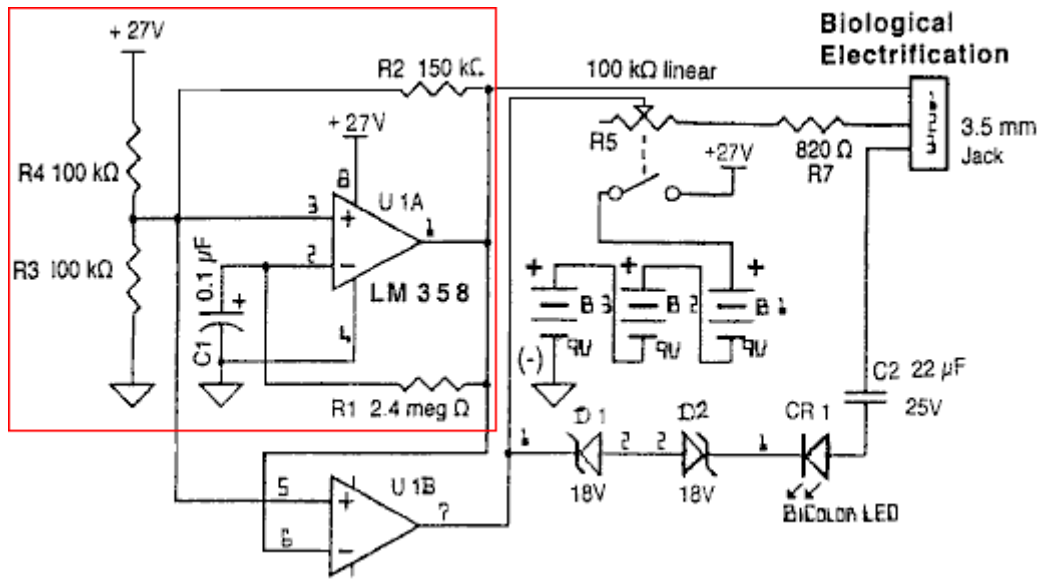 Biological
Electrification
+ 27V
R2 150 kΩ
100 kΩ linear
+27V
R5
+27V
820 Ω
R7
3.5 mm
Jack
R4 100 kΩ
8
U 1A
3
+
1
2
−
LM 358
R3 100 kΩ
0.1 µF
+
C1
4
R1 2.4 meg Ω
+
+
+
B 3
B 2
B 1
9V
9V
9V
(-)
C2 22 µF
25V
D1
D2
CR 1
1
2
2
1
18V
18V
BiColor LED
U 1B
5
+
7
6
−